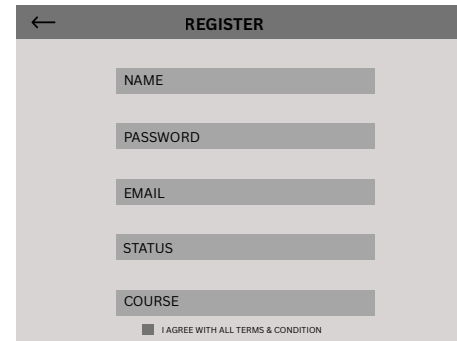 REGISTER
NAME
PASSWORD
EMAIL
STATUS
COURSE
I AGREE WITH ALL TERMS & CONDITION